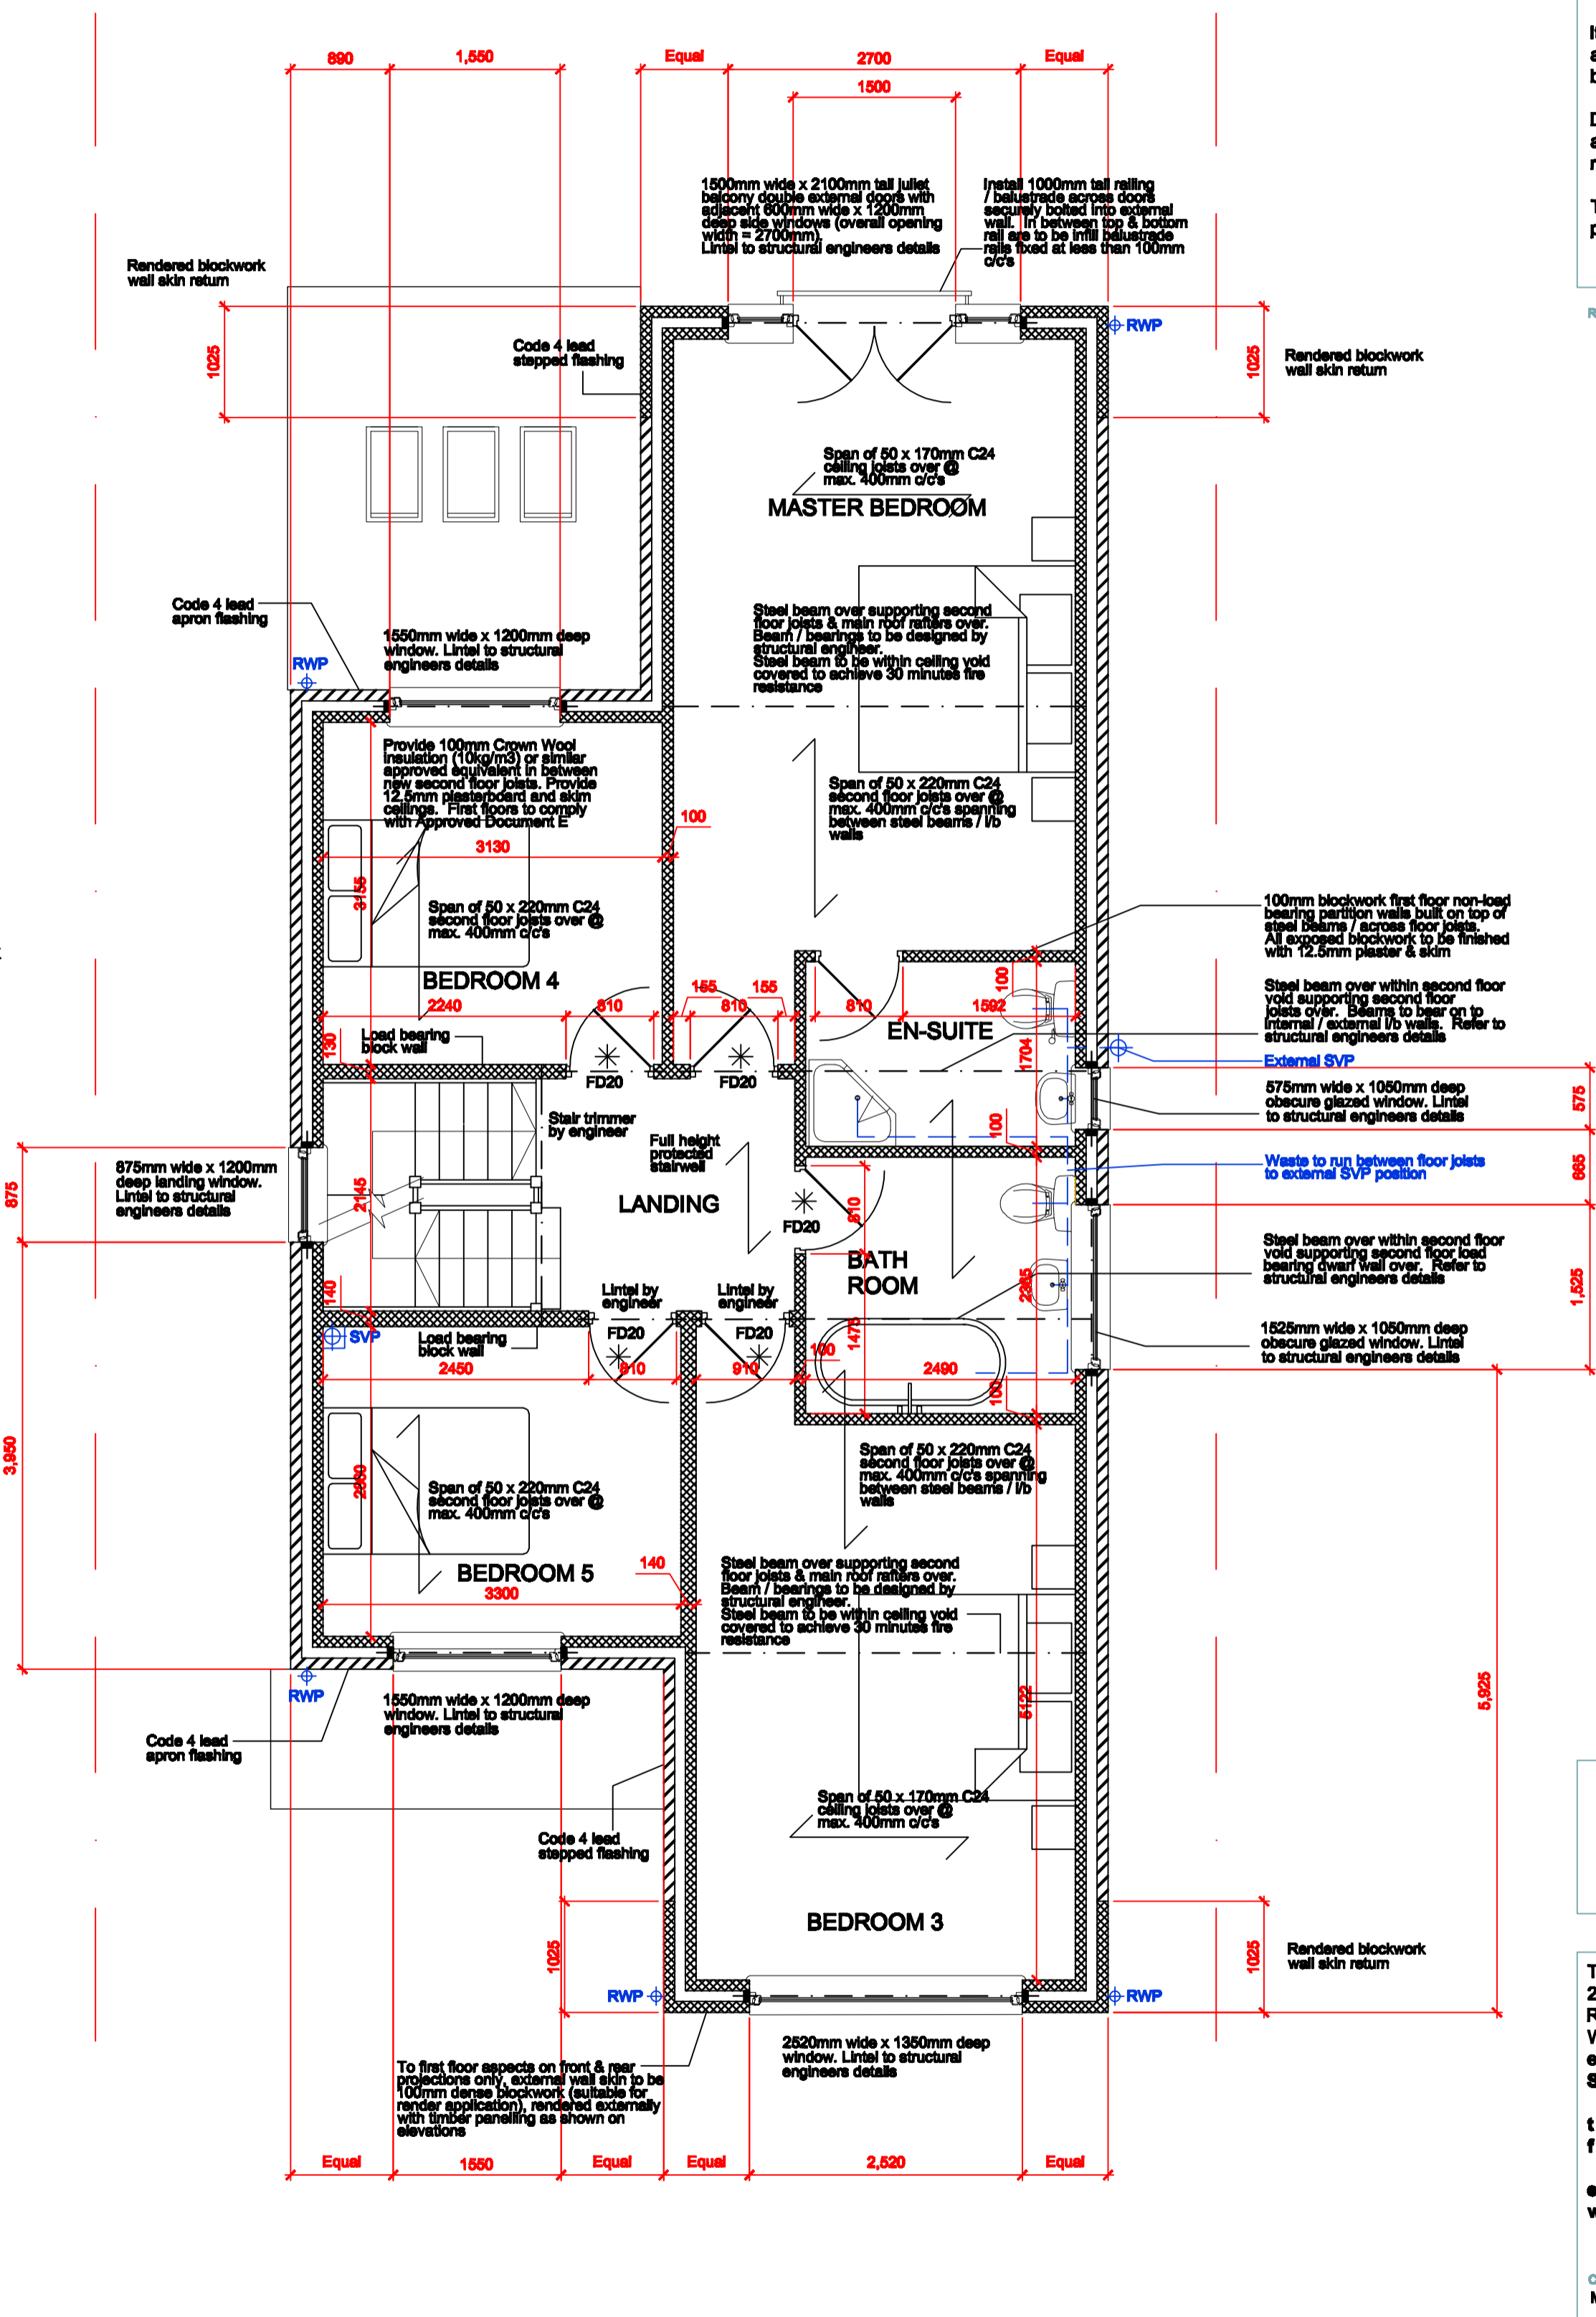 890
1,550
Equal
2700
Equal
1500
1500mm wide x 2100mm tall juliet
balcony double external doors with
adjacent 600mm wide x 1200mm
deep side windows (overall opening
width = 2700mm).
Lintel to structural engineers details
Install 1000mm tall railing
/ balustrade across doors
securely bolted into external
wall. In between top & bottom
rail are to be infill balustrade
rails fixed at less than 100mm
c/c's
Rendered blockwork
wall skin return
1025
Code 4 lead
stepped flashing
RWP
1025
Rendered blockwork
wall skin return
Span of 50 x 170mm C24
ceiling joists over @
max. 400mm c/c's
MASTER BEDROOM
Code 4 lead
apron flashing
RWP
1550mm wide x 1200mm deep
window. Lintel to structural
engineers details
Steel beam over supporting second
floor joists & main roof rafters over.
Beam / bearings to be designed by
structural engineer.
Steel beam to be within ceiling void
covered to achieve 30 minutes fire
resistance
Provide 100mm Crown Wool
insulation (10kg/m3) or similar
approved equivalent in between
new second floor joists. Provide
12.5mm plasterboard and skim
ceilings. First floors to comply
with Approved Document E
100
3130
3155
Span of 50 x 220mm C24
second floor joists over @
max. 400mm c/c's spanning
between steel beams / l/b
walls
Span of 50 x 220mm C24
second floor joists over @
max. 400mm c/c's
BEDROOM 4
100mm blockwork first floor non-load
bearing partition walls built on top of
steel beams / across floor joists.
All exposed blockwork to be finished
with 12.5mm plaster & skim
2240
810
155
810
155
810
1592
100
EN-SUITE
Steel beam over within second floor
void supporting second floor
joists over. Beams to bear on to
internal / external l/b walls. Refer to
structural engineers details
130
Load bearing
block wall
1704
External SVP
FD20
FD20
575mm wide x 1050mm deep
obscure glazed window. Lintel
to structural engineers details
575
Stair trimmer
by engineer
Full height
protected
stairwell
100
875mm wide x 1200mm
deep landing window.
Lintel to structural
engineers details
875
2145
LANDING
FD20
810
Waste to run between floor joists
to external SVP position
665
BATH
ROOM
2365
Steel beam over within second floor
void supporting second floor load
bearing dwarf wall over. Refer to
structural engineers details
1,525
140
Lintel by
engineer
Lintel by
engineer
SVP
Load bearing
block wall
FD20
FD20
1475
1525mm wide x 1050mm deep
obscure glazed window. Lintel
to structural engineers details
2450
810
910
100
2490
100
3,950
Span of 50 x 220mm C24
second floor joists over @
max. 400mm c/c's
BEDROOM 5
3300
140
Span of 50 x 220mm C24
second floor joists over @
max. 400mm c/c's spanning
between steel beams / l/b
walls
Steel beam over supporting second
floor joists & main roof rafters over.
Beam / bearings to be designed by
structural engineer.
Steel beam to be within ceiling void
covered to achieve 30 minutes fire
resistance
RWP
1550mm wide x 1200mm deep
window. Lintel to structural
engineers details
5122
5,925
Code 4 lead
apron flashing
Span of 50 x 170mm C24
ceiling joists over @
max. 400mm c/c's
Code 4 lead
stepped flashing
BEDROOM 3
1025
RWP
RWP
1025
Rendered blockwork
wall skin return
2520mm wide x 1350mm deep
window. Lintel to structural
engineers details
To first floor aspects on front & rear
projections only, external wall skin to be
100mm dense blockwork (suitable for
render application), rendered externally
with timber panelling as shown on
elevations
Equal
1550
Equal
Equal
2,520
Equal